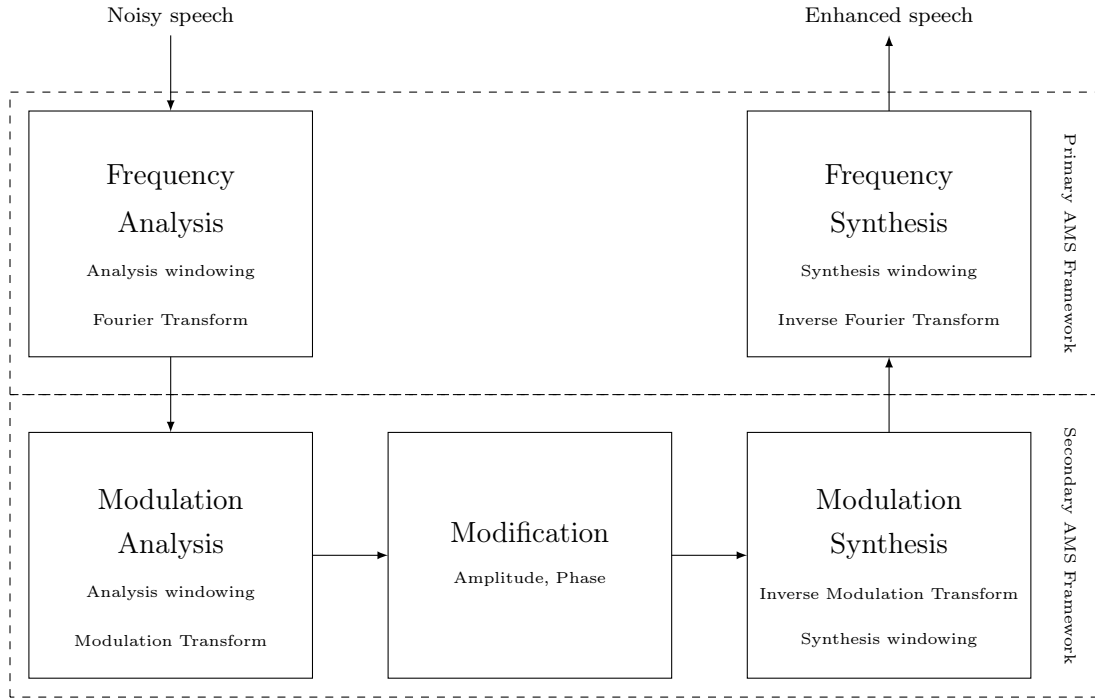 Noisy speech
Enhanced speech
Frequency
Analysis
Analysis windowing
Fourier Transform
Frequency
Synthesis
Synthesis windowing
Inverse Fourier Transform
Primary AMS Framework
Modulation
Analysis
Analysis windowing
Modulation Transform
Modification
Amplitude, Phase
Modulation
Synthesis
Inverse Modulation Transform
Synthesis windowing
Secondary AMS Framework